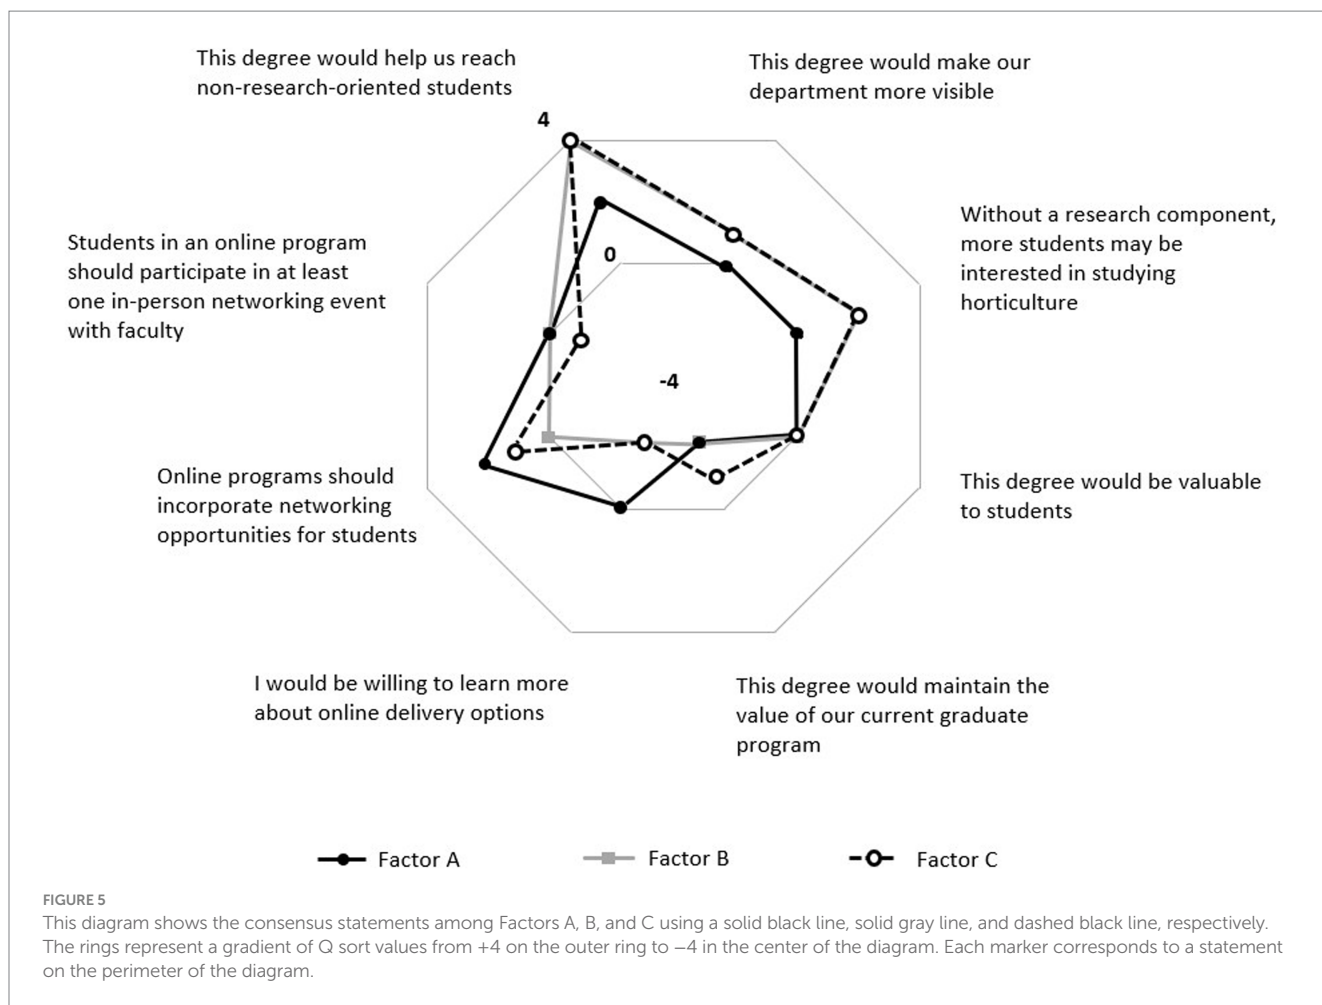 This degree would help us reach
non-research-oriented students
This degree would make our
department more visible
4
Without a research component,
more students may be
interested in studying
horticulture
Students in an online program
should participate in at least
one in-person networking event
with faculty
0
-4
Online programs should
incorporate networking
opportunities for students
This degree would be valuable
to students
I would be willing to learn more
about online delivery options
This degree would maintain the
value of our current graduate
program
Factor A
Factor B
Factor C
FIGURE 5
This diagram shows the consensus statements among Factors A, B, and C using a solid black line, solid gray line, and dashed black line, respectively.
The rings represent a gradient of Q sort values from +4 on the outer ring to −4 in the center of the diagram. Each marker corresponds to a statement
on the perimeter of the diagram.